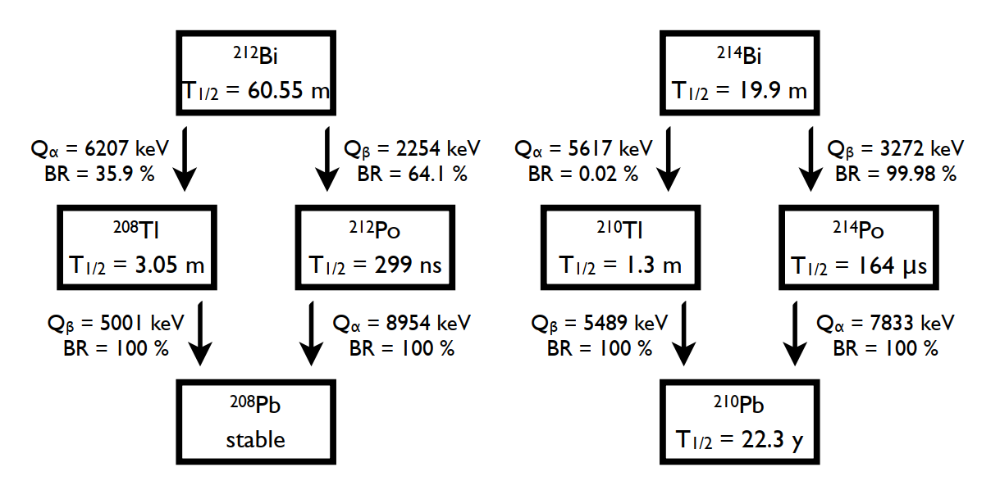 ²¹²Bi
T₁/₂ = 60.55 m
Qα = 6207 keV
BR = 35.9 %
Qβ = 2254 keV
BR = 64.1 %
²⁰⁸Tl
T₁/₂ = 3.05 m
²¹²Po
T₁/₂ = 299 ns
Qβ = 5001 keV
BR = 100 %
Qα = 8954 keV
BR = 100 %
²⁰⁸Pb
stable
²¹⁴Bi
T₁/₂ = 19.9 m
Qα = 5617 keV
BR = 0.02 %
Qβ = 3272 keV
BR = 99.98 %
²¹⁰Tl
T₁/₂ = 1.3 m
²¹⁴Po
T₁/₂ = 164 μs
Qβ = 5489 keV
BR = 100 %
Qα = 7833 keV
BR = 100 %
²¹⁰Pb
T₁/₂ = 22.3 y